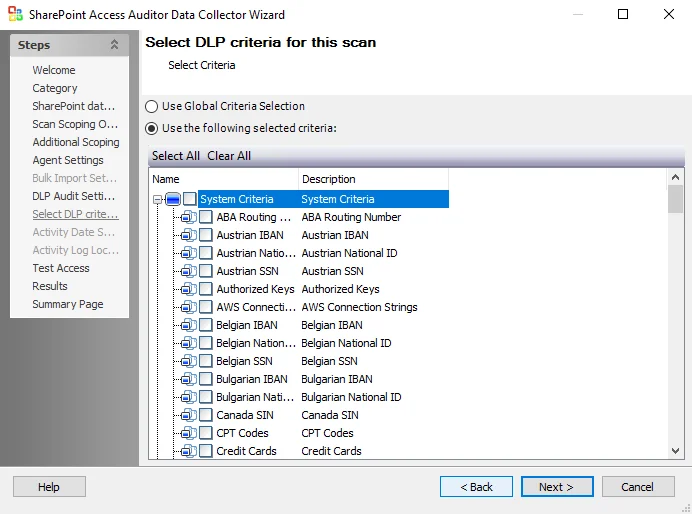 SharePoint Access Auditor Data Collector Wizard
Steps
Welcome
Category
SharePoint dat...
Scan Scoping O...
Additional Scoping
Agent Settings
Bulk Import Set...
DLP Audit Setti...
Select DLP crite...
Activity Date S...
Activity Log Loc...
Test Access
Results
Summary Page
Select DLP criteria for this scan
Select Criteria
Use Global Criteria Selection
Use the following selected criteria:
Select All Clear All
Name Description
System Criteria System Criteria
ABA Routing ... ABA Routing Number
Austrian IBAN Austrian IBAN
Austrian Natio... Austrian National ID
Austrian SSN Austrian SSN
Authorized Keys Authorized Keys
AWS Connecti... AWS Connection Strings
Belgian IBAN Belgian IBAN
Belgian Nation... Belgian National ID
Belgian SSN Belgian SSN
Bulgarian IBAN Bulgarian IBAN
Bulgarian Nati... Bulgarian National ID
Canada SIN Canada SIN
CPT Codes CPT Codes
Credit Cards Credit Cards
Help < Back Next > Cancel